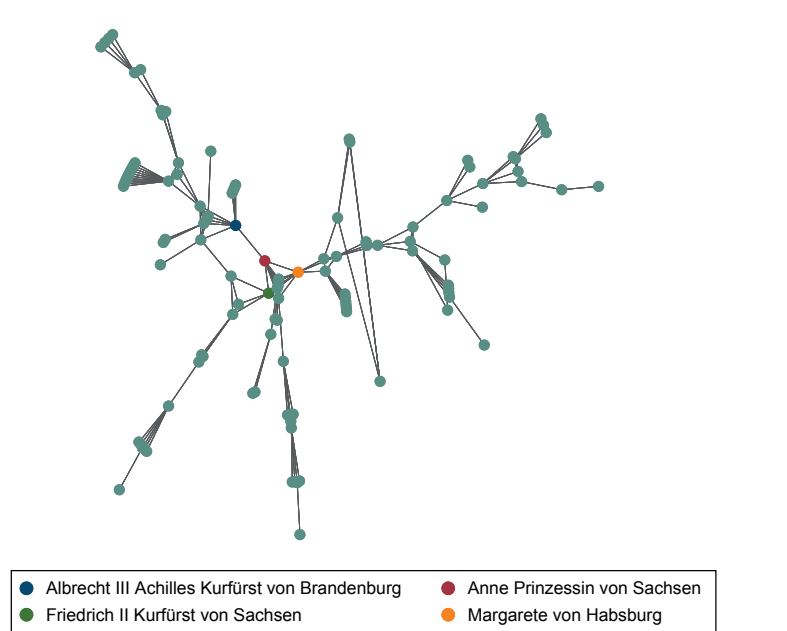 Albrecht III Achilles Kurfürst von Brandenburg
Anne Prinzessin von Sachsen
Friedrich II Kurfürst von Sachsen
Margarete von Habsburg